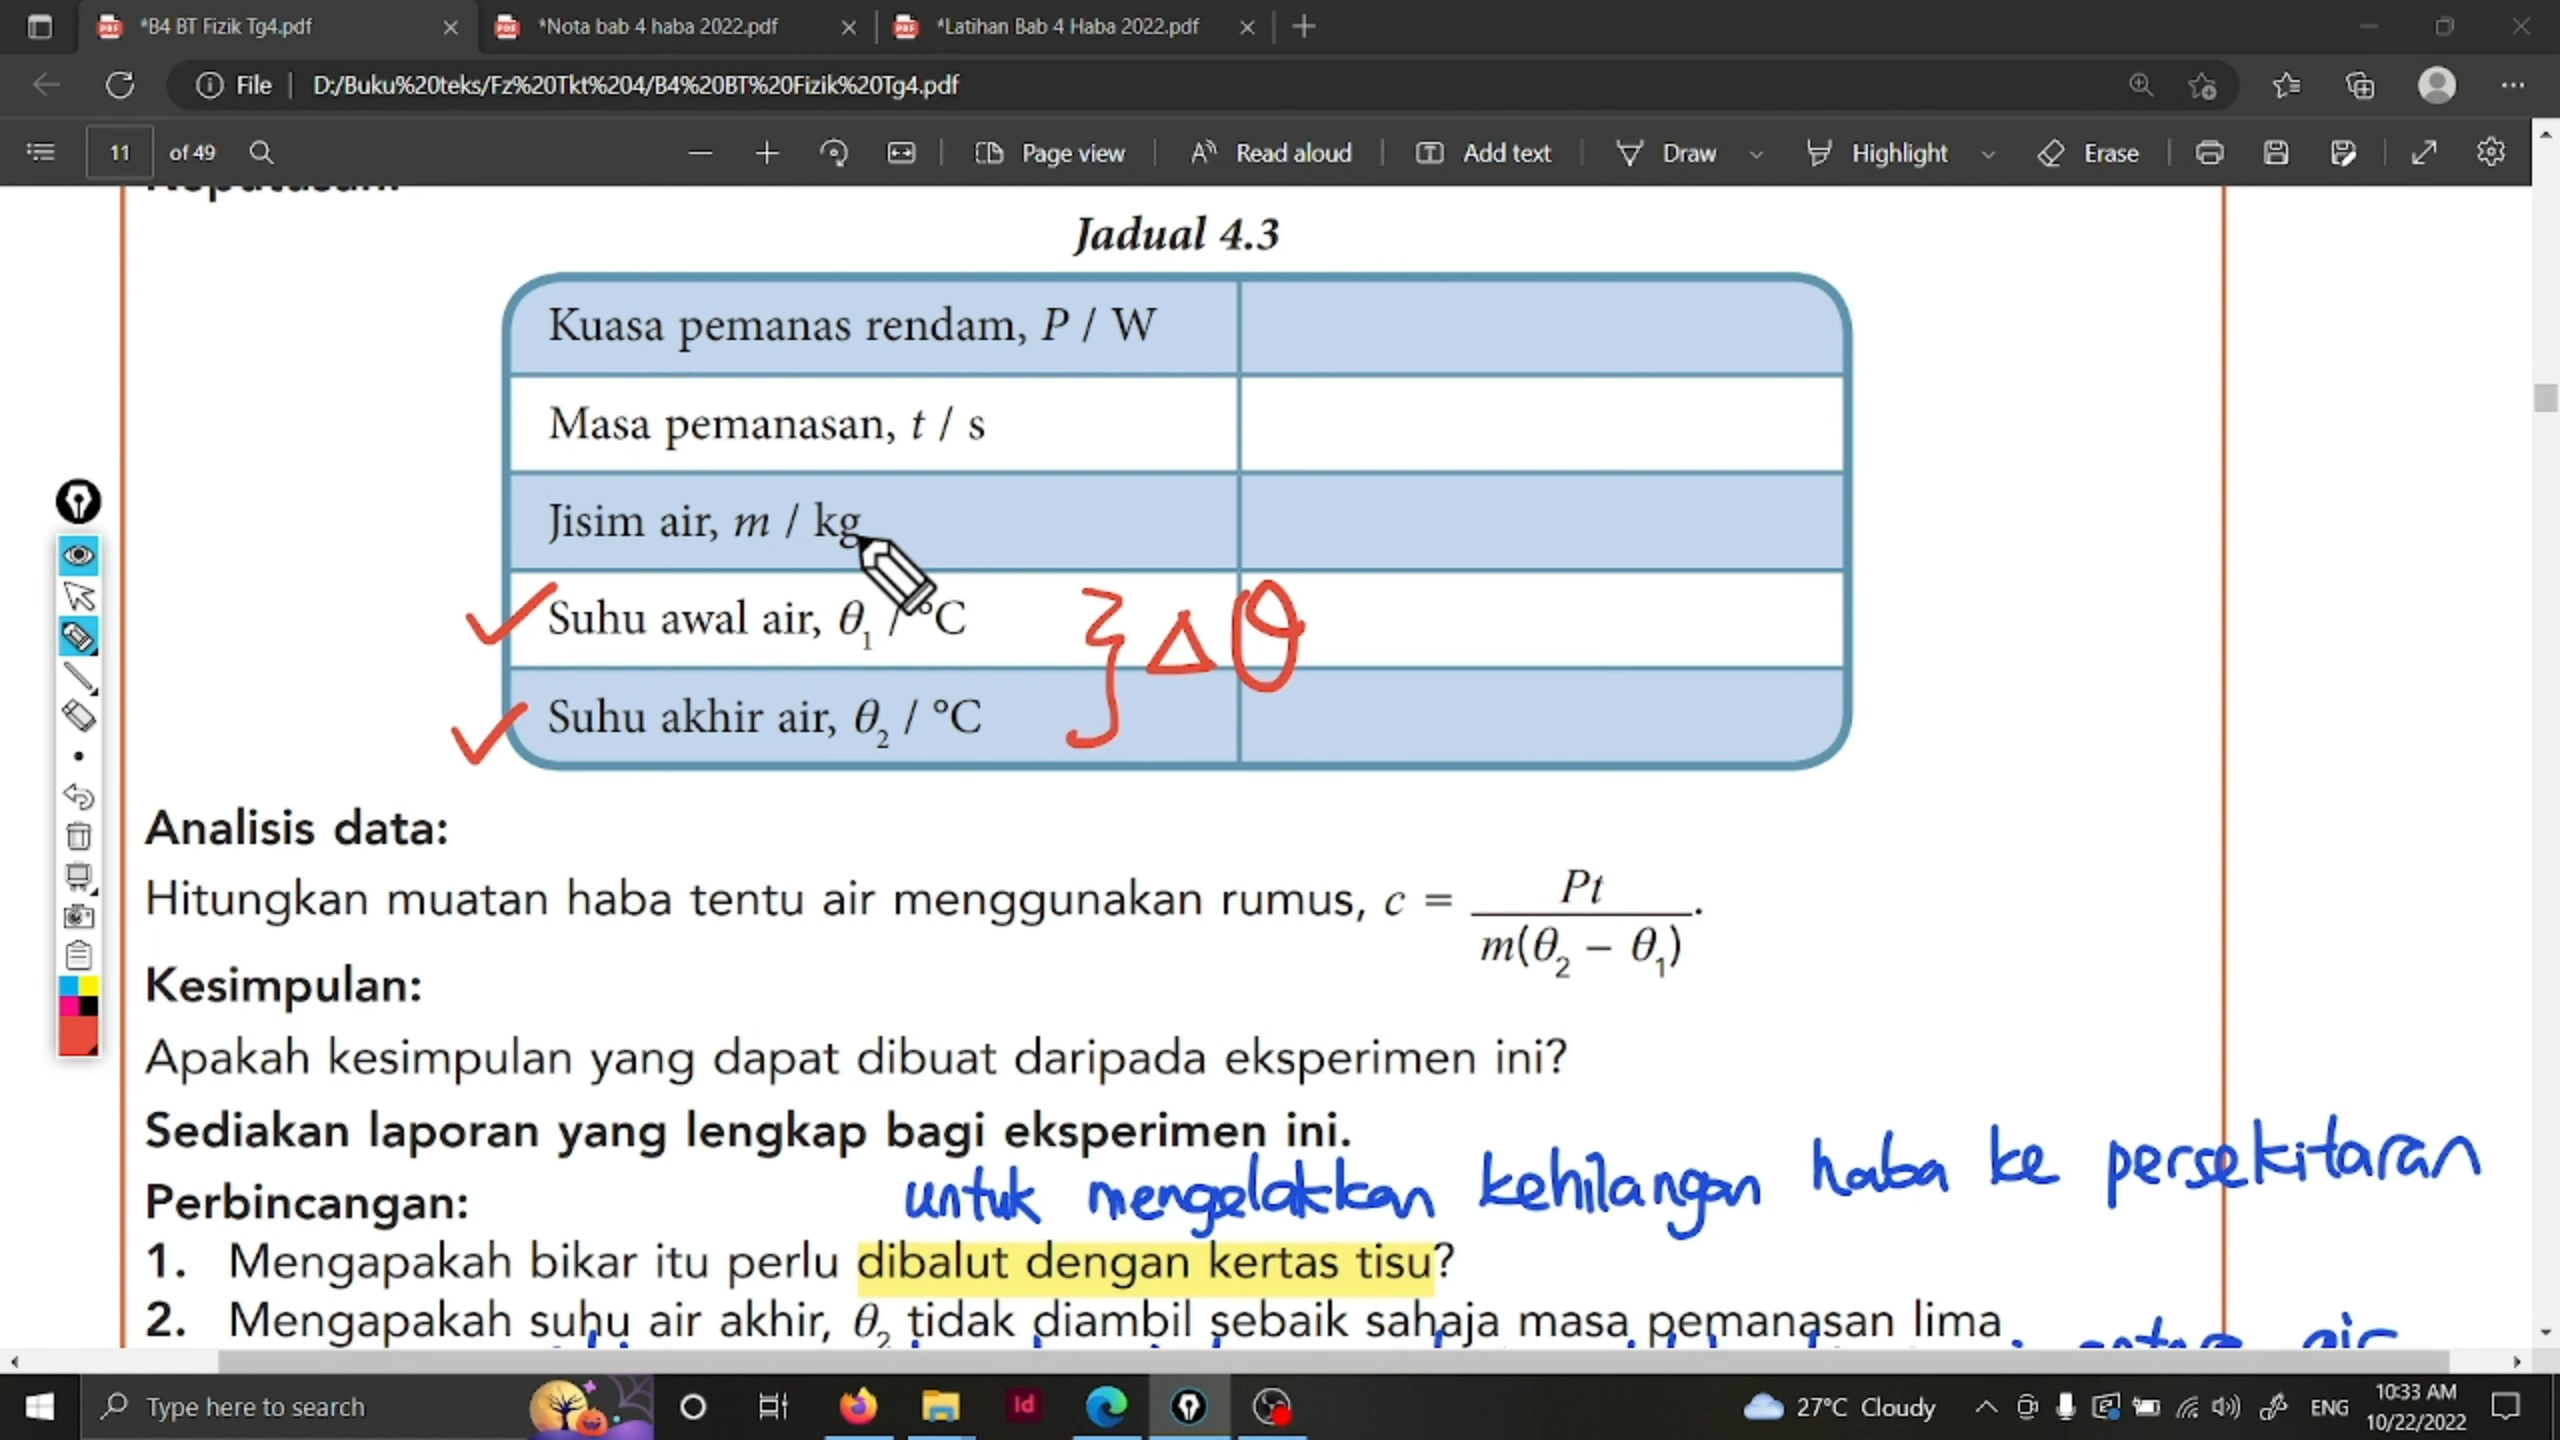 *B4 BT Fizik Tg4.pdf
*Nota bab 4 haba 2022.pdf
*Latihan Bab 4 Haba 2022.pdf
File D:/Buku%20teks/Fz%20Tkt%204/B4%20BT%20Fizik%20Tg4.pdf
11 of 49 Page view Read aloud Add text Draw Highlight Erase
Jadual 4.3
Kuasa pemanas rendam, P / W
Masa pemanasan, t / s
Jisim air, m / kg
Suhu awal air, θ₁ / °C
Δθ
Suhu akhir air, θ₂ / °C
Analisis data:
Hitungkan muatan haba tentu air menggunakan rumus, c = Pt / m(θ₂ − θ₁).
Kesimpulan:
Apakah kesimpulan yang dapat dibuat daripada eksperimen ini?
Sediakan laporan yang lengkap bagi eksperimen ini.
untuk mengelakkan kehilangan haba ke persekitaran
Perbincangan:
1. Mengapakah bikar itu perlu dibalut dengan kertas tisu?
2. Mengapakah suhu air akhir, θ₂ tidak diambil sebaik sahaja masa pemanasan lima
Type here to search
Id
27°C Cloudy
ENG
10:33 AM
10/22/2022